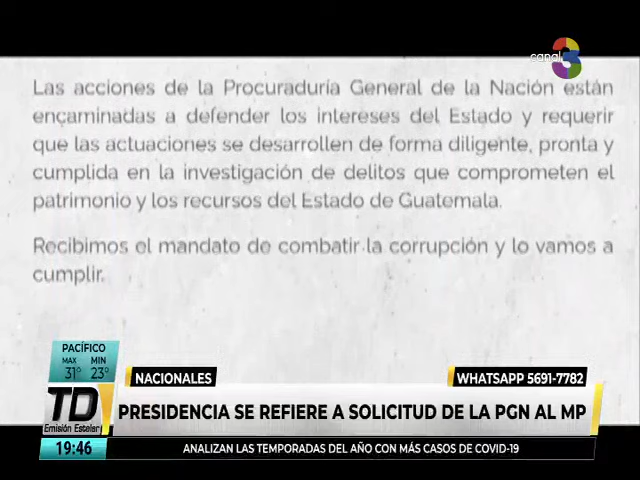 canal 3
Las acciones de la Procuraduría General de la Nación están
encaminadas a defender los intereses del Estado y requerir
que las actuaciones se desarrollen de forma diligente, pronta y
cumplida en la investigación de delitos que comprometen el
patrimonio y los recursos del Estado de Guatemala.
Recibimos el mandato de combatir la corrupción y lo vamos a
cumplir.
PACÍFICO
MAX MIN
31° 23°
NACIONALES
WHATSAPP 5691-7782
TD
Emisión Estelar
PRESIDENCIA SE REFIERE A SOLICITUD DE LA PGN AL MP
19:46
ANALIZAN LAS TEMPORADAS DEL AÑO CON MÁS CASOS DE COVID-19